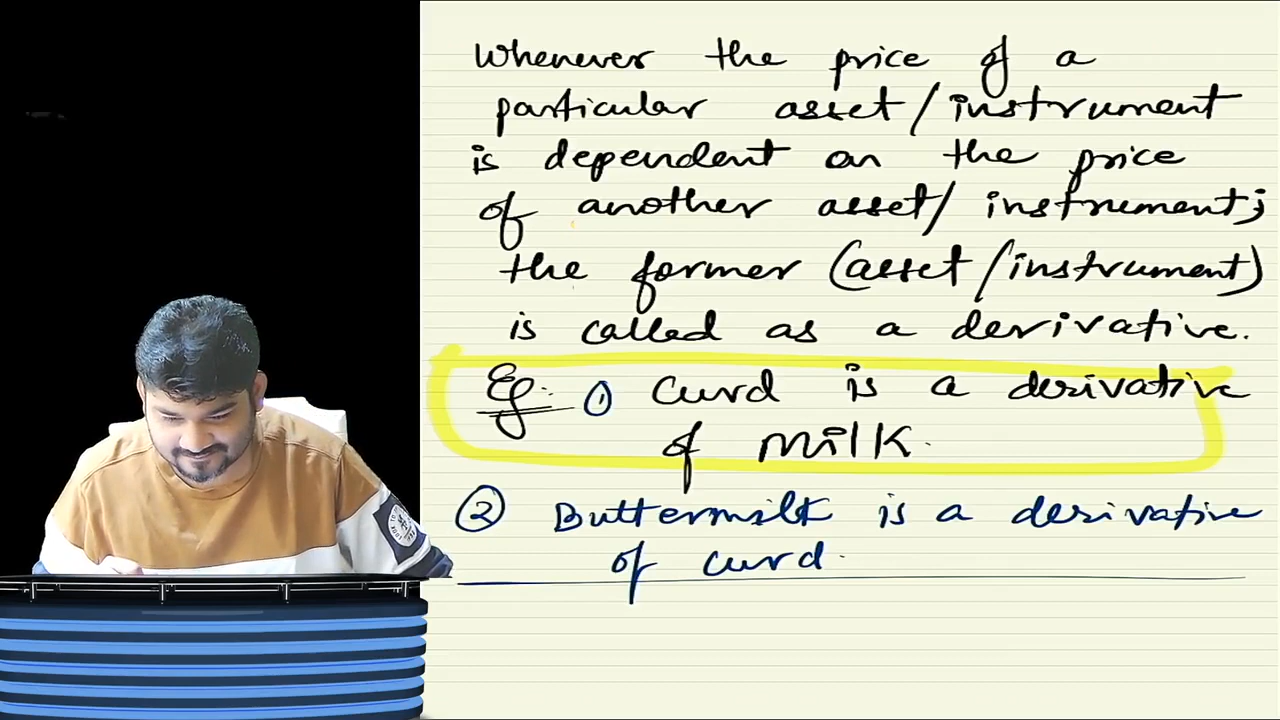 Whenever the price of a
particular asset/instrument
is dependent on the price
of another asset/instrument;
the former (asset/instrument)
is called as a derivative.
Eg: ① Curd is a derivative
of Milk.
② Buttermilk is a derivative
of curd.